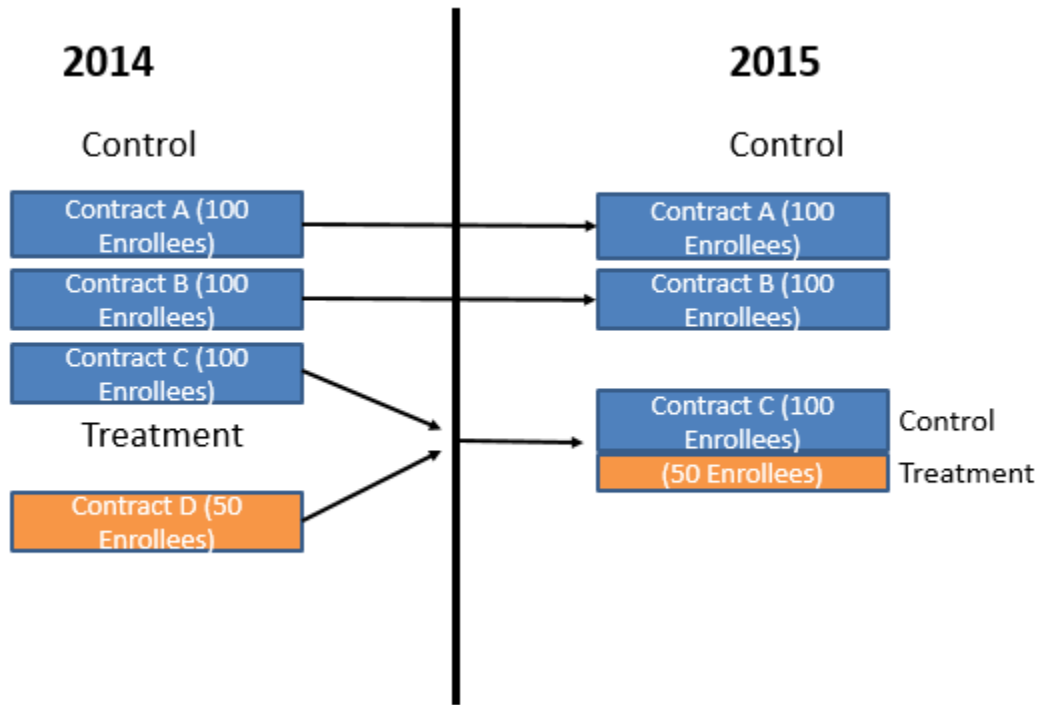 2014
Control
Contract A (100
Enrollees)
Contract B (100
Enrollees)
Contract C (100
Enrollees)
Treatment
Contract D (50
Enrollees)
2015
Control
Contract A (100
Enrollees)
Contract B (100
Enrollees)
Contract C (100
Enrollees)
Control
(50 Enrollees)
Treatment